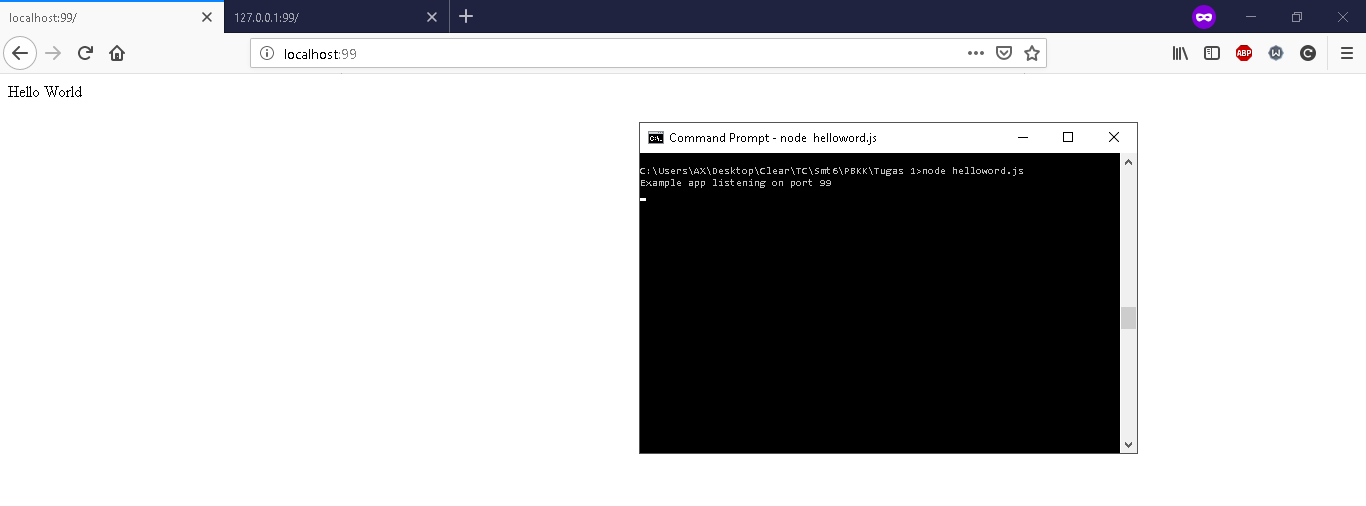 localhost:99/
127.0.0.1:99/
localhost:99
ABP
Hello World
Command Prompt - node  helloword.js
C:\Users\AX\Desktop\Clear\TC\Smt6\PBKK\Tugas 1>node helloword.js
Example app listening on port 99